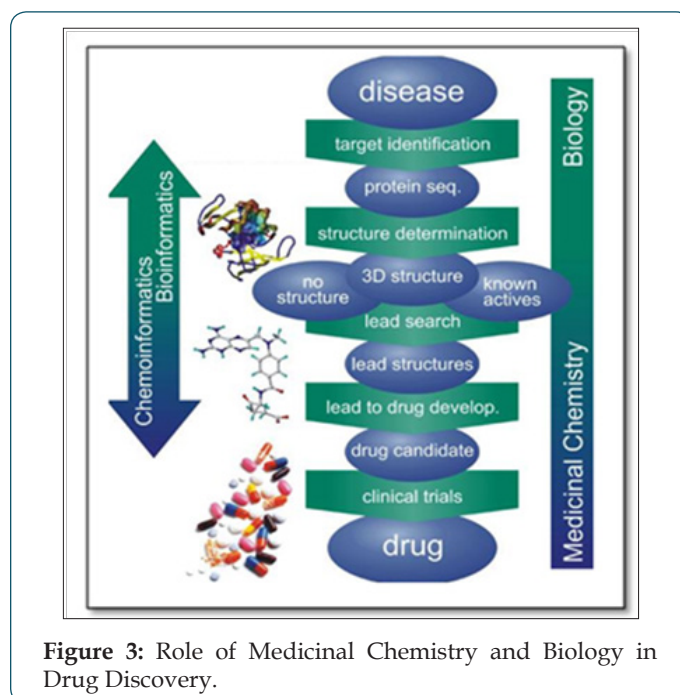 disease
target identification
protein seq.
structure determination
no
structure
3D structure
known
actives
lead search
lead structures
lead to drug develop.
drug candidate
clinical trials
drug
Chemoinformatics
Bioinformatics
Biology
Medicinal Chemistry
Figure 3: Role of Medicinal Chemistry and Biology in
Drug Discovery.